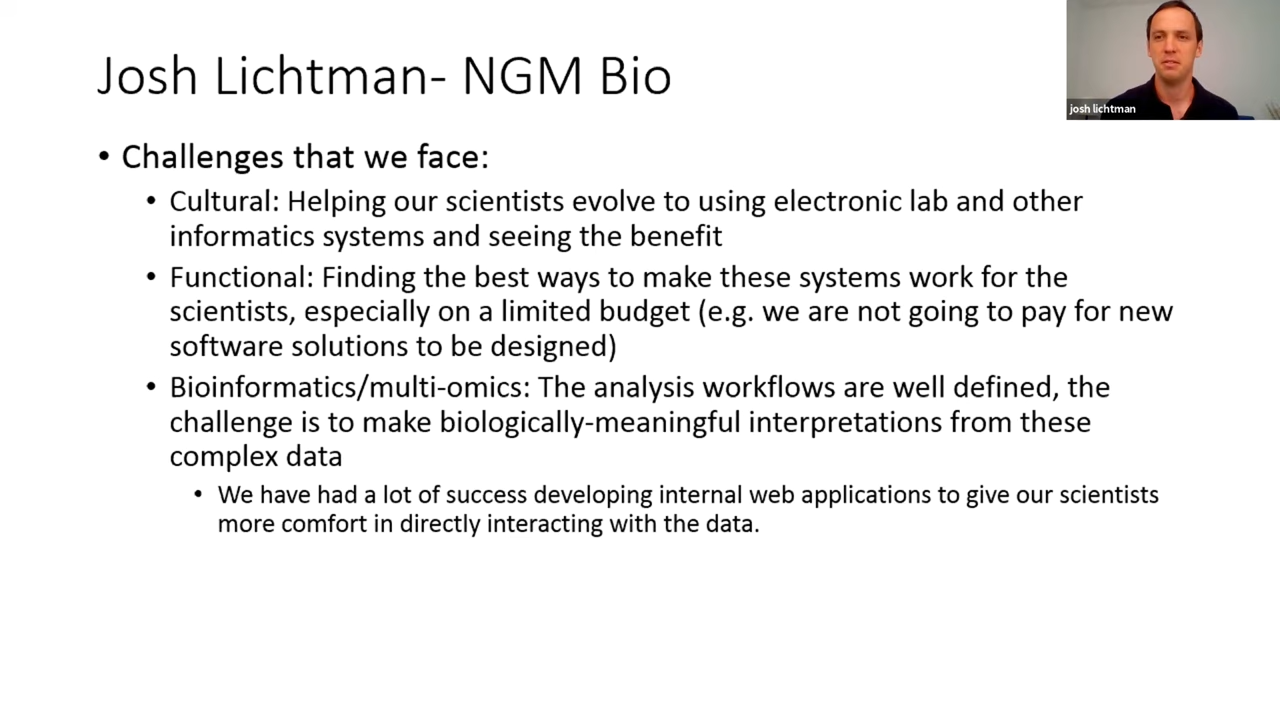 Josh Lichtman- NGM Bio
josh lichtman
• Challenges that we face:
• Cultural: Helping our scientists evolve to using electronic lab and other
informatics systems and seeing the benefit
• Functional: Finding the best ways to make these systems work for the
scientists, especially on a limited budget (e.g. we are not going to pay for new
software solutions to be designed)
• Bioinformatics/multi-omics: The analysis workflows are well defined, the
challenge is to make biologically-meaningful interpretations from these
complex data
• We have had a lot of success developing internal web applications to give our scientists
more comfort in directly interacting with the data.